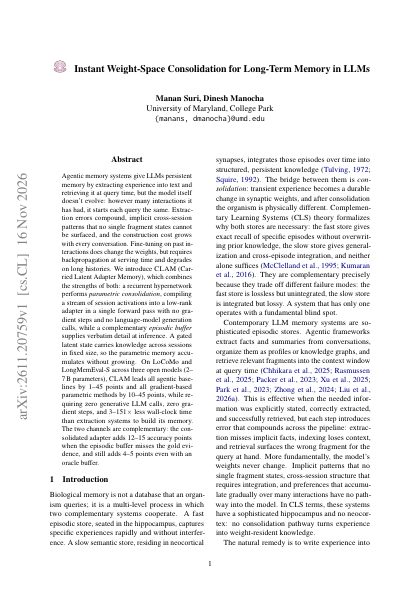 arXiv:2611.20759v1 [cs.CL] 16 Nov 2026
Instant Weight-Space Consolidation for Long-Term Memory in LLMs
Manan Suri, Dinesh Manocha
University of Maryland, College Park
{manans, dmanocha}@umd.edu
Abstract
Agentic memory systems give LLMs persistent
memory by extracting experience into text and
retrieving it at query time, but the model itself
doesn't evolve: however many interactions it
has had, it starts each query the same. Extrac-
tion errors compound, implicit cross-session
patterns that no single fragment states cannot
be surfaced, and the construction cost grows
with every conversation. Fine-tuning on past in-
teractions does change the weights, but requires
backpropagation at serving time and degrades
on long histories. We introduce CLAM (Car-
ried Latent Adapter Memory), which combines
the strengths of both: a recurrent hypernetwork
performs parametric consolidation, compiling
a stream of session activations into a low-rank
adapter in a single forward pass with no gradi-
ent steps and no language-model generation
calls, while a complementary episodic buffer
supplies verbatim detail at inference. A gated
latent state carries knowledge across sessions
in fixed size, so the parametric memory accu-
mulates without growing. On LoCoMo and
LongMemEval-S across three open models (2–
7B parameters), CLAM leads all agentic base-
lines by 1–45 points and all gradient-based
parametric methods by 10–45 points, while re-
quiring zero generative LLM calls, zero gra-
dient steps, and 3–151× less wall-clock time
than extraction systems to build its memory.
The two channels are complementary: the con-
solidated adapter adds 12–22 accuracy points
when the episodic buffer misses the gold evi-
dence, and still adds 4–5 points even with an
oracle buffer.
1 Introduction
Biological memory is not a database that an organ-
ism queries; it is a multi-level process in which
two complementary systems cooperate. A fast
episodic store, seated in the hippocampus, captures
specific experiences rapidly and without interfer-
ence. A slow semantic store, residing in neocortical
synapses, integrates those episodes over time into
structured, persistent knowledge (Tulving, 1972;
Squire, 1992). The bridge between them is con-
solidation: transient experience becomes a durable
change in synaptic weights, and after consolidation
the organism is physically different. Complemen-
tary Learning Systems (CLS) theory formalizes
why both stores are necessary: the fast store gives
exact recall of specific episodes without overwrit-
ing prior knowledge, the slow store gives general-
ization and cross-episode integration, and neither
alone suffices (McClelland et al., 1995; Kumaran
et al., 2016). They are complementary precisely
because they trade off different failure modes: the
fast store is lossless but unintegrated, the slow store
is integrated but lossy. A system that has only one
operates with a fundamental blind spot.
Contemporary LLM memory systems are so-
phisticated episodic stores. Agentic frameworks
extract facts and summaries from conversations,
organize them as profiles or knowledge graphs, and
retrieve relevant fragments into the context window
at query time (Chhikara et al., 2025; Rasmussen
et al., 2025; Packer et al., 2023; Xu et al., 2025;
Park et al., 2023; Zhong et al., 2024; Lau et al.,
2026a). This is effective when the needed infor-
mation was explicitly stated, correctly extracted,
and successfully retrieved, but each step introduces
error that compounds across the pipeline: extrac-
tion misses implicit facts, indexing loses context,
and retrieval surfaces the wrong fragment for the
query at hand. More fundamentally, the model's
weights never change. Implicit patterns that no
single fragment states, cross-session structure that
requires integration, and preferences that accumu-
late gradually over many interactions have no path-
way into the model. In CLS terms, these systems
have a sophisticated hippocampus and no neocor-
tex: no consolidation pathway turns experience
into weight-resident knowledge.
The natural remedy is to write experience into
1